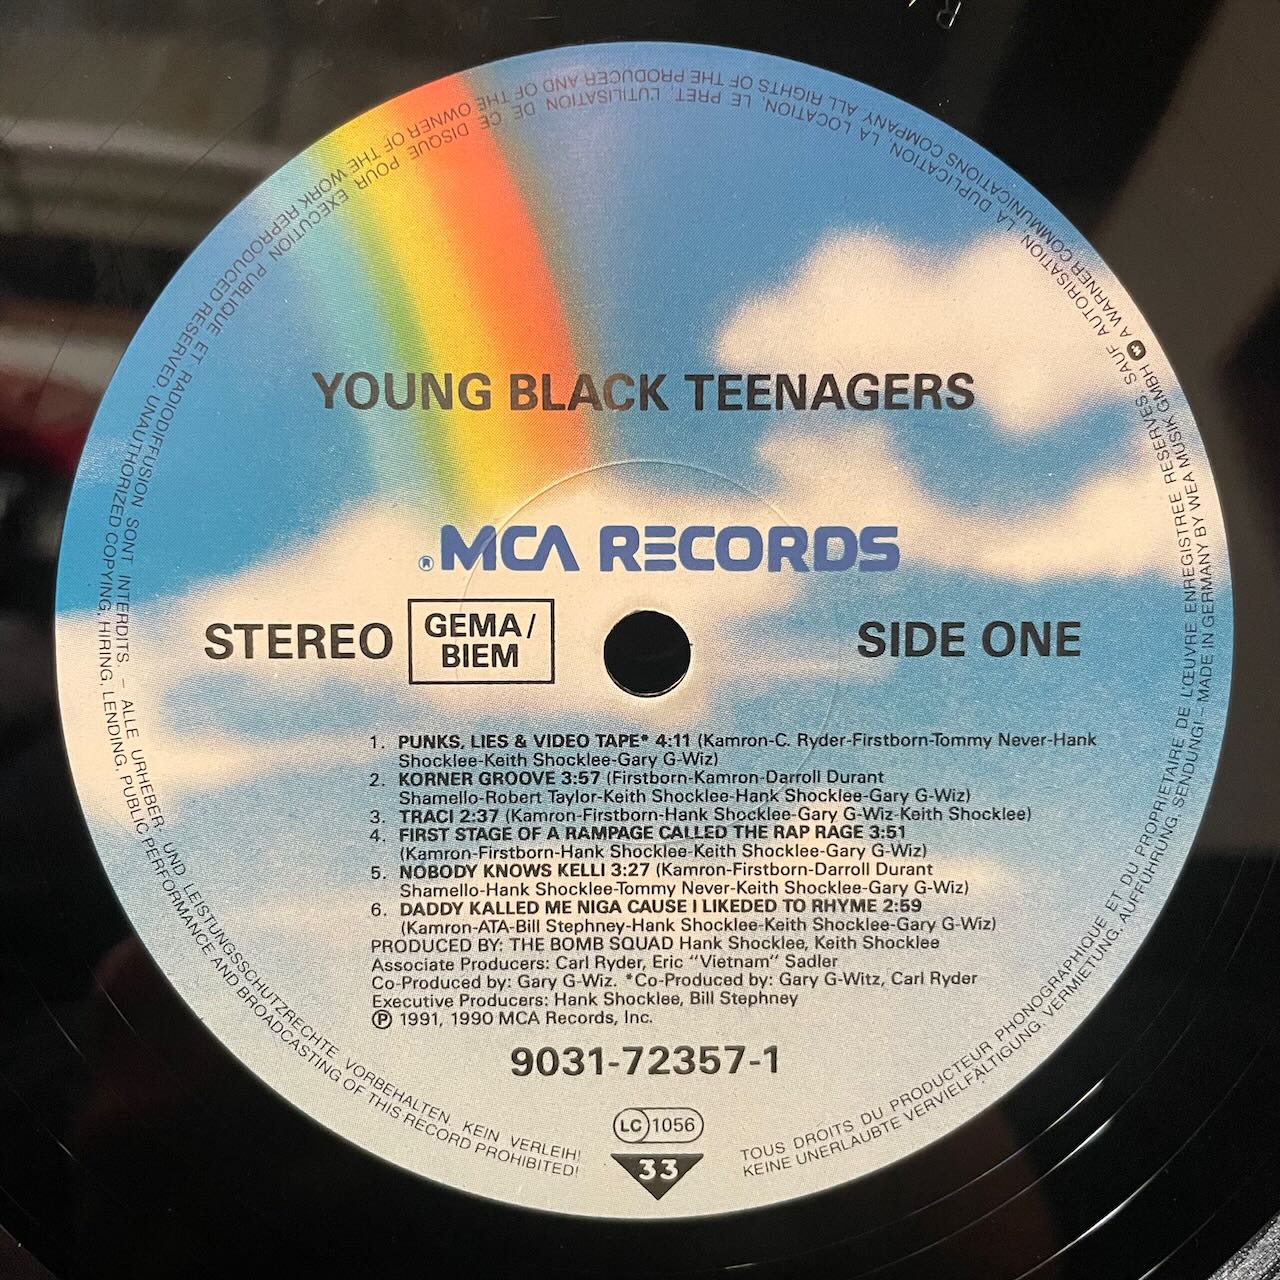 YOUNG BLACK TEENAGERS
® MCA RECORDS
STEREO
GEMA/
BIEM
SIDE ONE
1. PUNKS, LIES & VIDEO TAPE* 4:11 (Kamron-C. Ryder-Firstborn-Tommy Never-Hank
Shocklee-Keith Shocklee-Gary G-Wiz)
2. KORNER GROOVE 3:57 (Firstborn-Kamron-Darroll Durant
Shamello-Robert Taylor-Keith Shocklee-Hank Shocklee-Gary G-Wiz)
3. TRACI 2:37 (Kamron-Firstborn-Hank Shocklee-Gary G-Wiz-Keith Shocklee)
4. FIRST STAGE OF A RAMPAGE CALLED THE RAP RAGE 3:51
(Kamron-Firstborn-Hank Shocklee-Keith Shocklee-Gary G-Wiz)
5. NOBODY KNOWS KELLI 3:27 (Kamron-Firstborn-Darroll Durant
Shamello-Hank Shocklee-Tommy Never-Keith Shocklee-Gary G-Wiz)
6. DADDY KALLED ME NIGA CAUSE I LIKEDED TO RHYME 2:59
(Kamron-ATA-Bill Stephney-Hank Shocklee-Keith Shocklee-Gary G-Wiz)
PRODUCED BY: THE BOMB SQUAD Hank Shocklee, Keith Shocklee
Associate Producers: Carl Ryder, Eric "Vietnam" Sadler
Co-Produced by: Gary G-Wiz. *Co-Produced by: Gary G-Witz, Carl Ryder
Executive Producers: Hank Shocklee, Bill Stephney
℗ 1991, 1990 MCA Records, Inc.
9031-72357-1
LC 1056
33
TOUS DROITS DU PRODUCTEUR PHONOGRAPHIQUE ET DU PROPRIETAIRE DE L'ŒUVRE ENREGISTREE RESERVES SAUF AUTORISATION, LA DUPLICATION, LA LOCATION, LE PRET, L'UTILISATION DE CE DISQUE POUR EXECUTION PUBLIQUE ET RADIODIFFUSION SONT INTERDITS. – ALLE URHEBER- UND LEISTUNGSSCHUTZRECHTE VORBEHALTEN. KEIN VERLEIH!
KEINE UNERLAUBTE VERVIELFÄLTIGUNG, VERMIETUNG, AUFFÜHRUNG, SENDUNG! – MADE IN GERMANY BY WEA MUSIK GMBH A WARNER COMMUNICATIONS COMPANY. ALL RIGHTS OF THE PRODUCER AND OF THE OWNER OF THE WORK REPRODUCED RESERVED. UNAUTHORIZED COPYING, HIRING, LENDING, PUBLIC PERFORMANCE AND BROADCASTING OF THIS RECORD PROHIBITED!